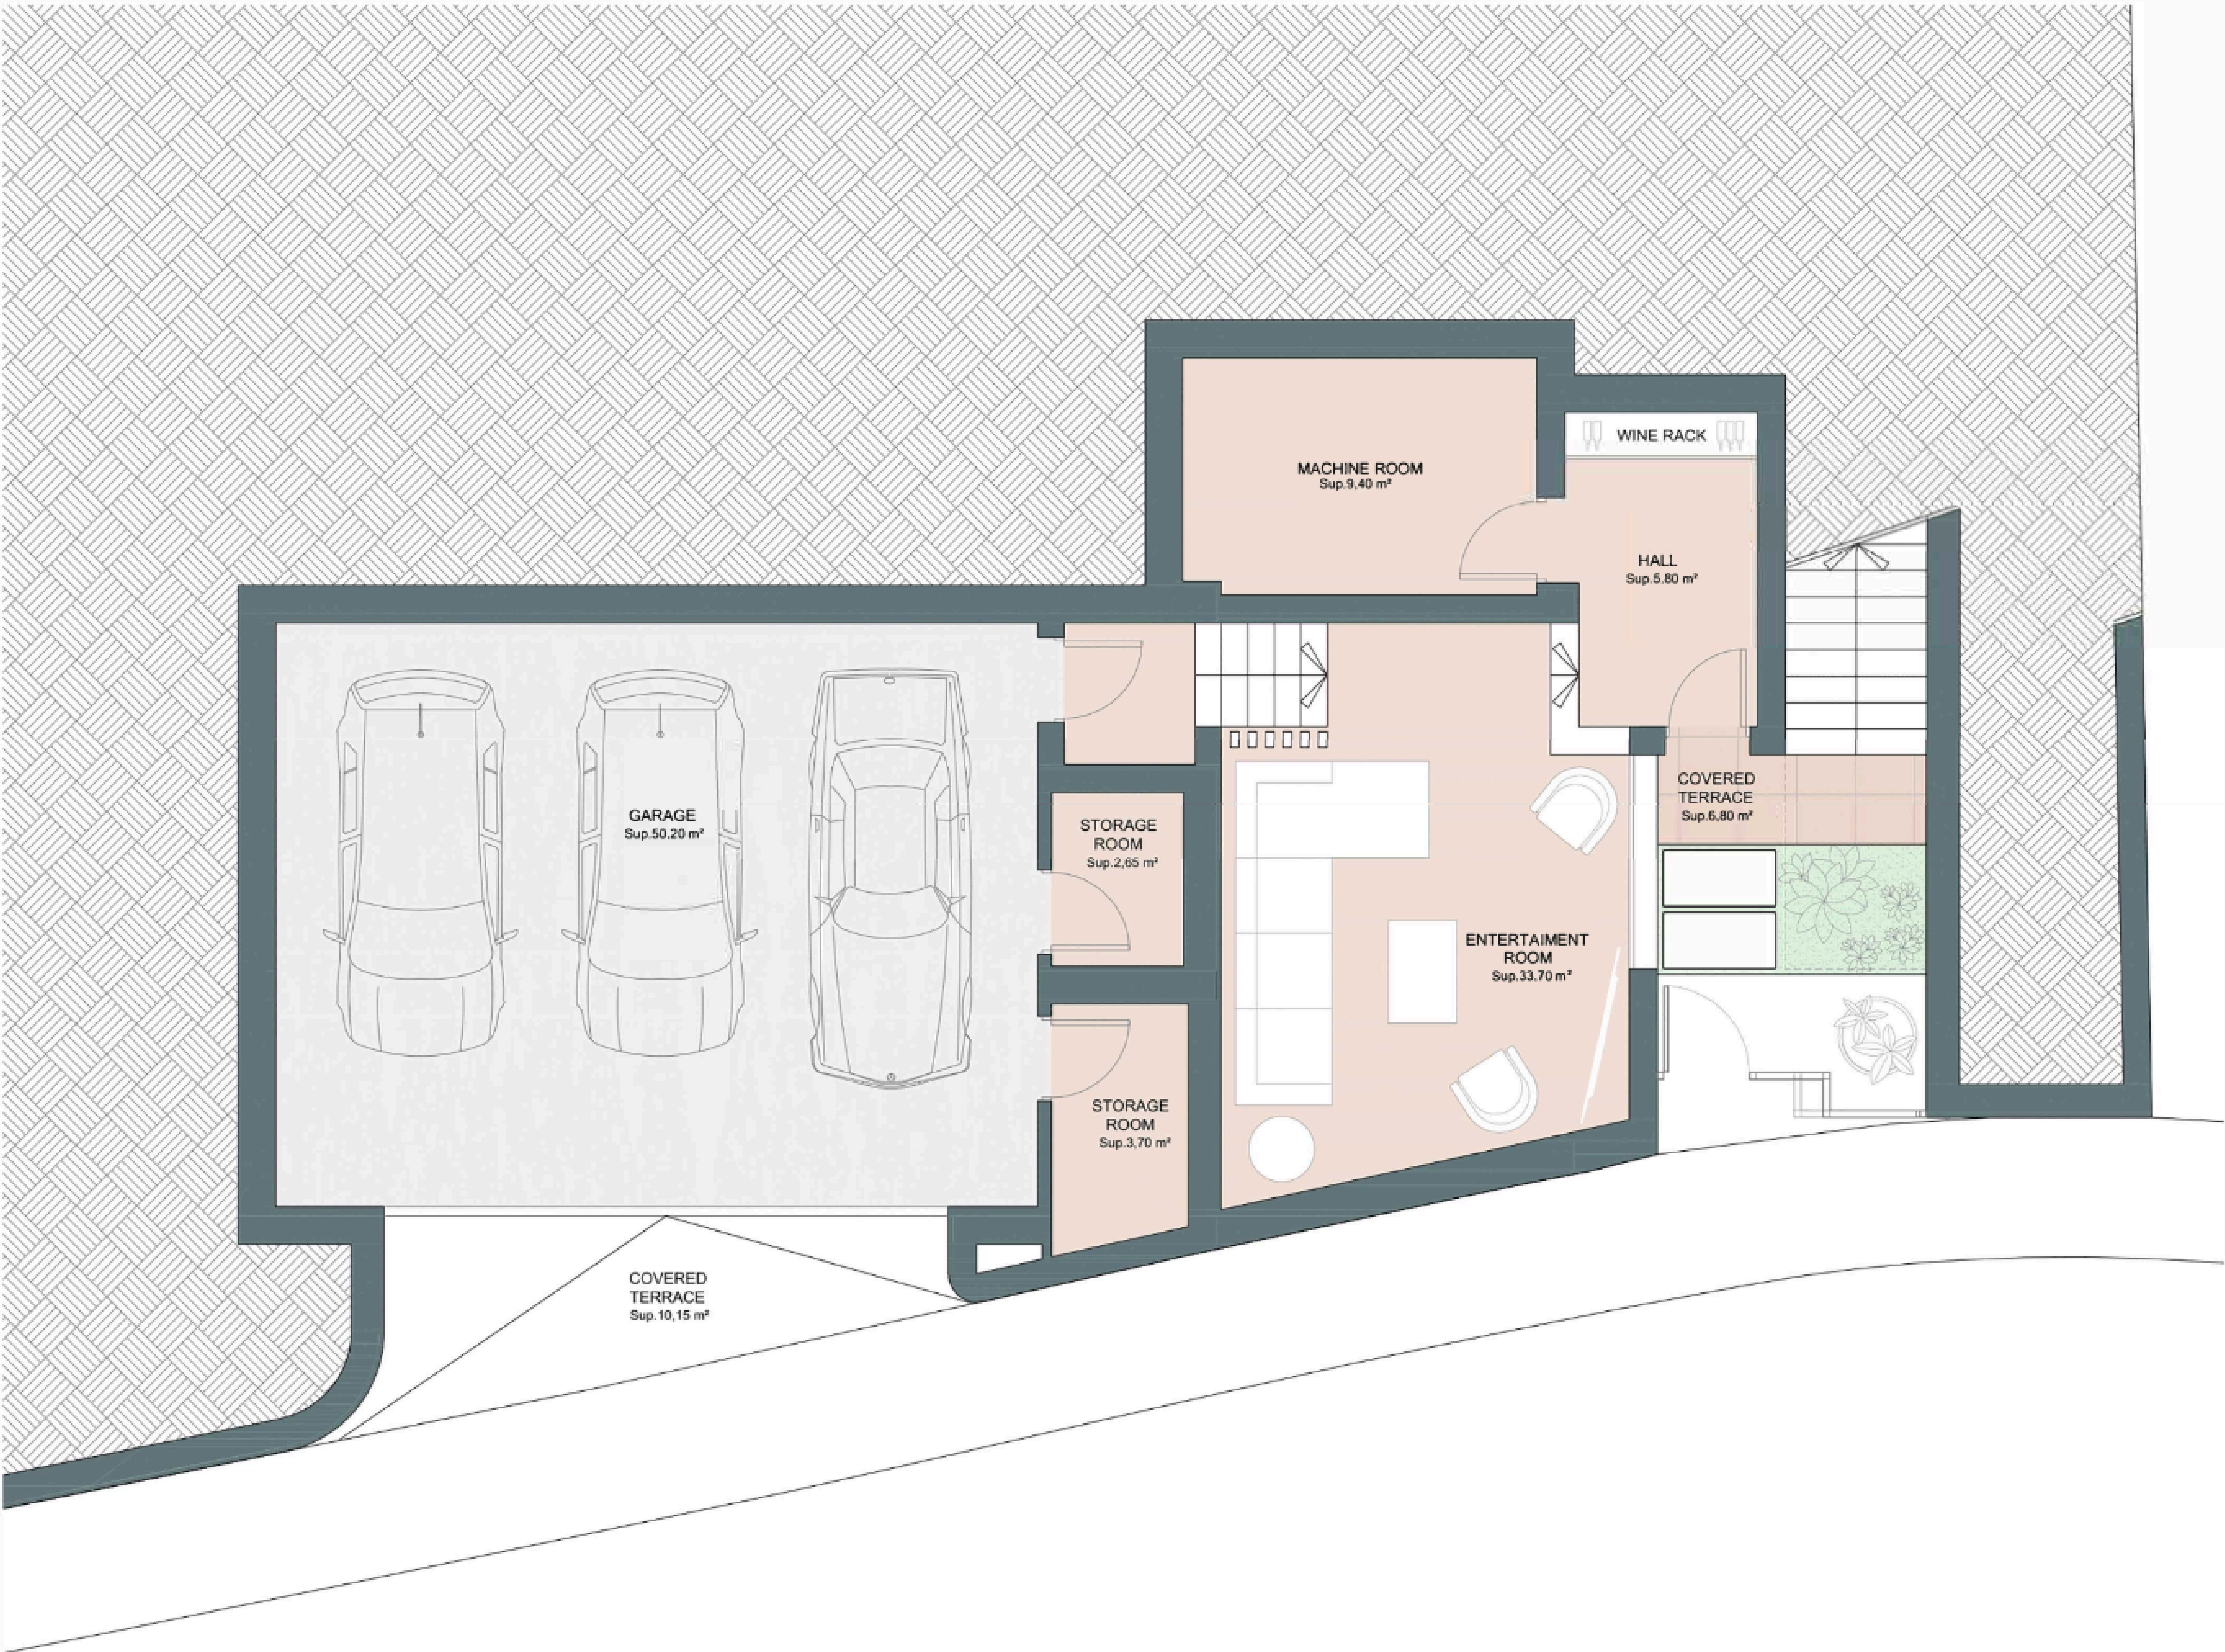 WINE RACK
MACHINE ROOM
Sup.9,40 m²
HALL
Sup.5.80 m²
GARAGE
Sup.50,20 m²
STORAGE
ROOM
Sup.2,65 m²
COVERED
TERRACE
Sup.6,80 m²
ENTERTAIMENT
ROOM
Sup.33.70 m²
STORAGE
ROOM
Sup.3,70 m²
COVERED
TERRACE
Sup.10,15 m²